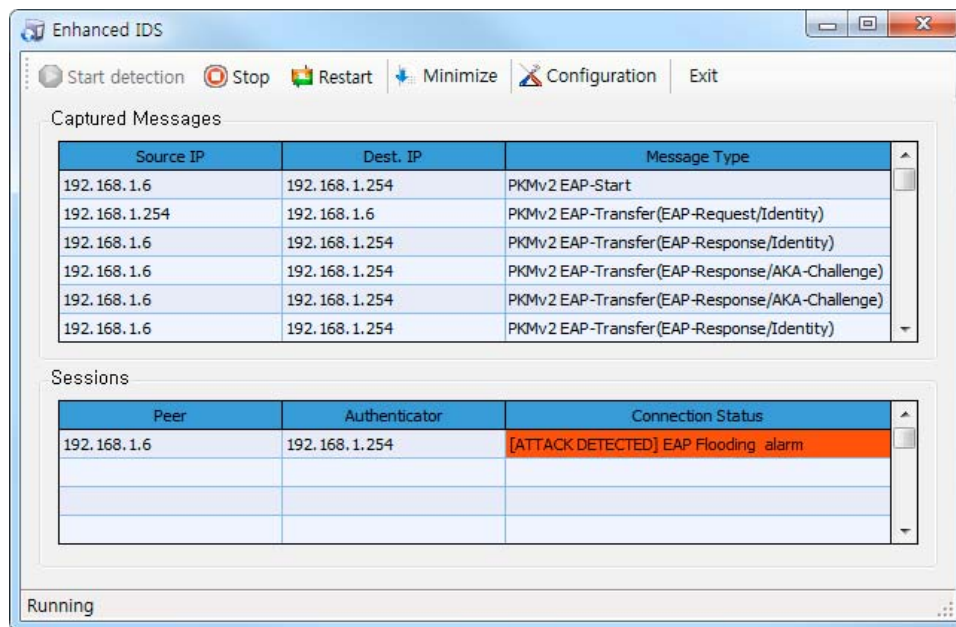 Enhanced IDS
Start detection Stop Restart Minimize Configuration Exit
Captured Messages
Source IP Dest. IP Message Type
192.168.1.6 192.168.1.254 PKMv2 EAP-Start
192.168.1.254 192.168.1.6 PKMv2 EAP-Transfer(EAP-Request/Identity)
192.168.1.6 192.168.1.254 PKMv2 EAP-Transfer(EAP-Response/Identity)
192.168.1.6 192.168.1.254 PKMv2 EAP-Transfer(EAP-Response/AKA-Challenge)
192.168.1.6 192.168.1.254 PKMv2 EAP-Transfer(EAP-Response/AKA-Challenge)
192.168.1.6 192.168.1.254 PKMv2 EAP-Transfer(EAP-Response/Identity)
Sessions
Peer Authenticator Connection Status
192.168.1.6 192.168.1.254 [ATTACK DETECTED] EAP Flooding alarm
Running